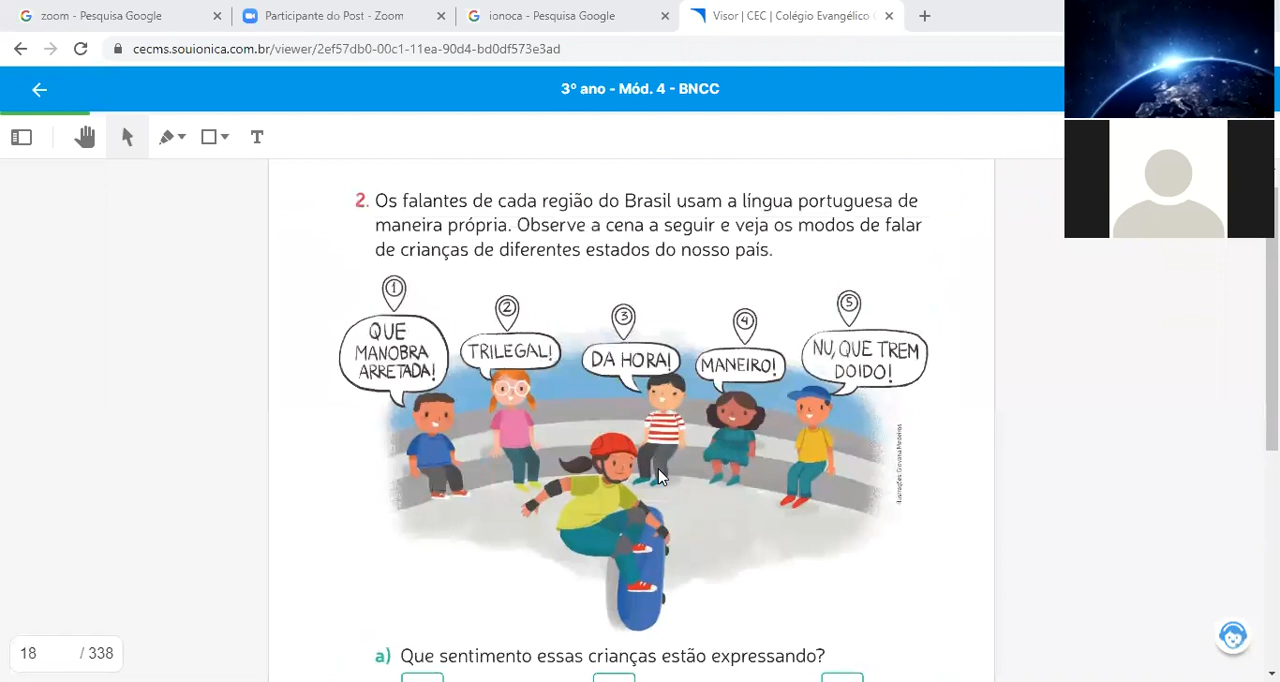 zoom - Pesquisa Google
Participante do Post - Zoom
ionoca - Pesquisa Google
Visor | CEC | Colégio Evangélico
cecms.souionica.com.br/viewer/2ef57db0-00c1-11ea-90d4-bd0df573e3ad
3º ano - Mód. 4 - BNCC
T
2. Os falantes de cada região do Brasil usam a língua portuguesa de
maneira própria. Observe a cena a seguir e veja os modos de falar
de crianças de diferentes estados do nosso país.
1
QUE
MANOBRA
ARRETADA!
2
TRILEGAL!
3
DA HORA!
4
MANEIRO!
5
NU, QUE TREM
DOIDO!
Ilustrações: Giovana Medeiros
18 / 338
a) Que sentimento essas crianças estão expressando?